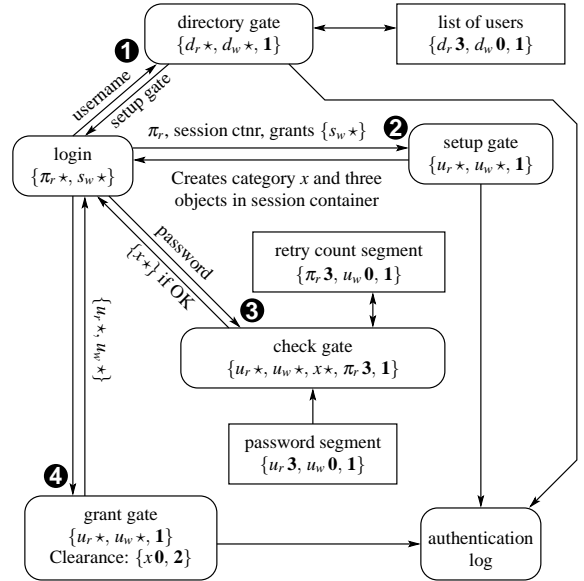 directory gate
{d_r ⋆, d_w ⋆, 1}
list of users
{d_r 3, d_w 0, 1}
1
username
setup gate
login
{π_r ⋆, s_w ⋆}
π_r, session ctnr, grants {s_w ⋆}
2
setup gate
{u_r ⋆, u_w ⋆, 1}
Creates category x and three
objects in session container
password
{x⋆} if OK
retry count segment
{π_r 3, u_w 0, 1}
3
{u_r ⋆, u_w ⋆}
check gate
{u_r ⋆, u_w ⋆, x⋆, π_r 3, 1}
password segment
{u_r 3, u_w 0, 1}
4
grant gate
{u_r ⋆, u_w ⋆, 1}
Clearance: {x 0, 2}
authentication
log